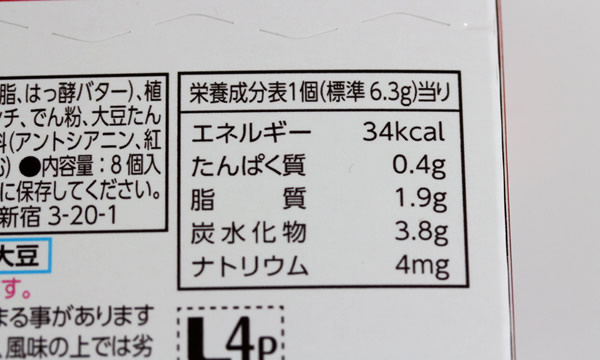 脂、はっ酵バター)、植
チ、でん粉、大豆たん
料(アントシアニン、紅
む) ●内容量：8個入
に保存してください。
新宿 3-20-1
大豆
す。
まる事があります
、風味の上では劣
栄養成分表1個(標準 6.3g)当り
エネルギー 34kcal
たんぱく質 0.4g
脂 質 1.9g
炭水化物 3.8g
ナトリウム 4mg
L4P